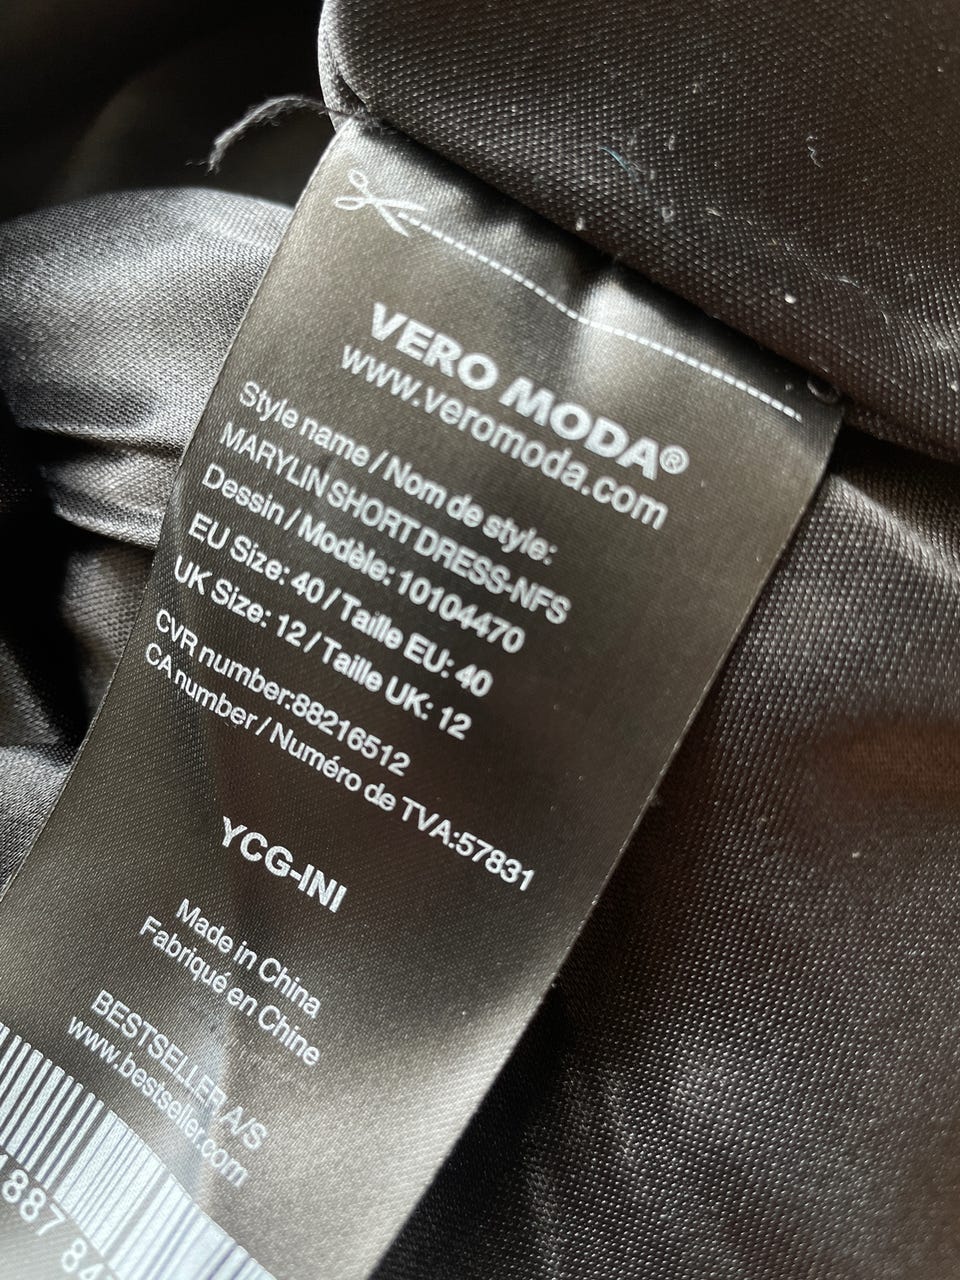 VERO MODA®
www.veromoda.com
Style name / Nom de style:
MARYLIN SHORT DRESS-NFS
Dessin / Modèle: 10104470
EU Size: 40 / Taille EU: 40
UK Size: 12 / Taille UK: 12
CVR number:88216512
CA number / Numéro de TVA:57831
YCG-INI
Made in China
Fabriqué en Chine
BESTSELLER A/S
www.bestseller.com
887